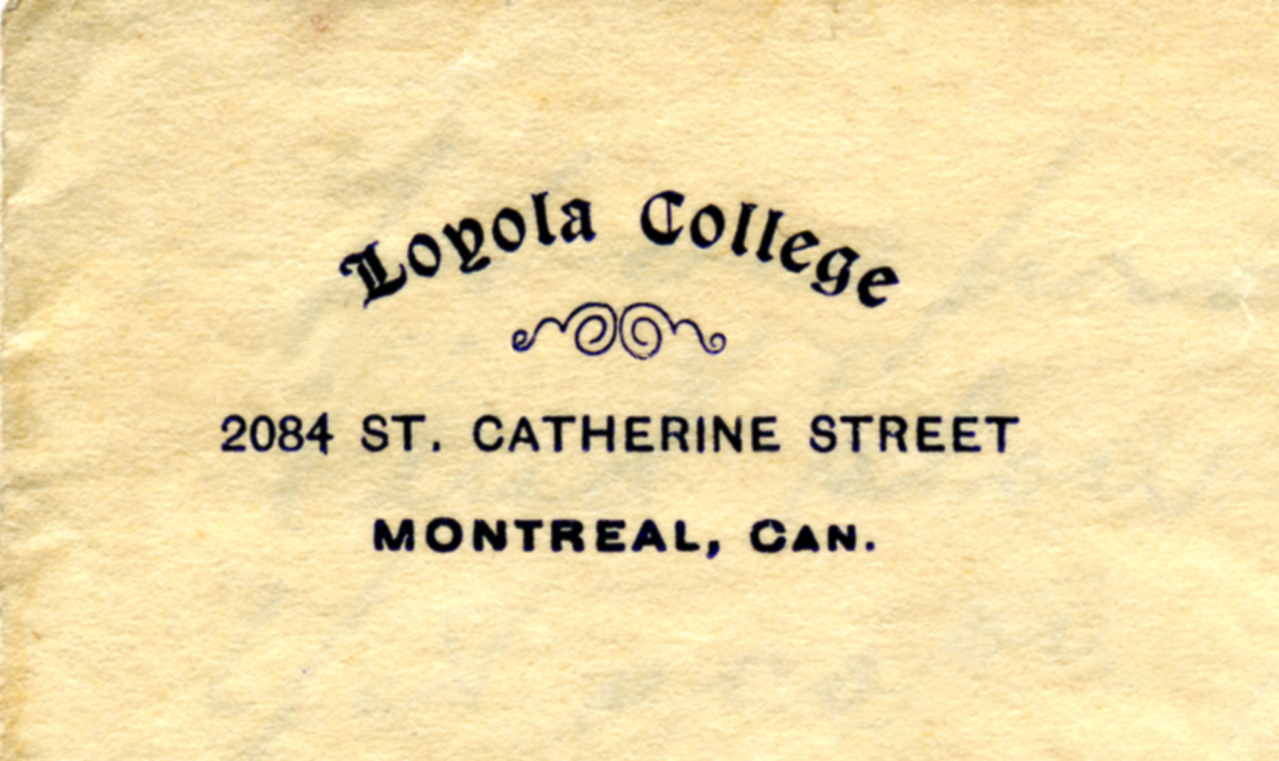 Loyola College
2084 ST. CATHERINE STREET
MONTREAL, CAN.